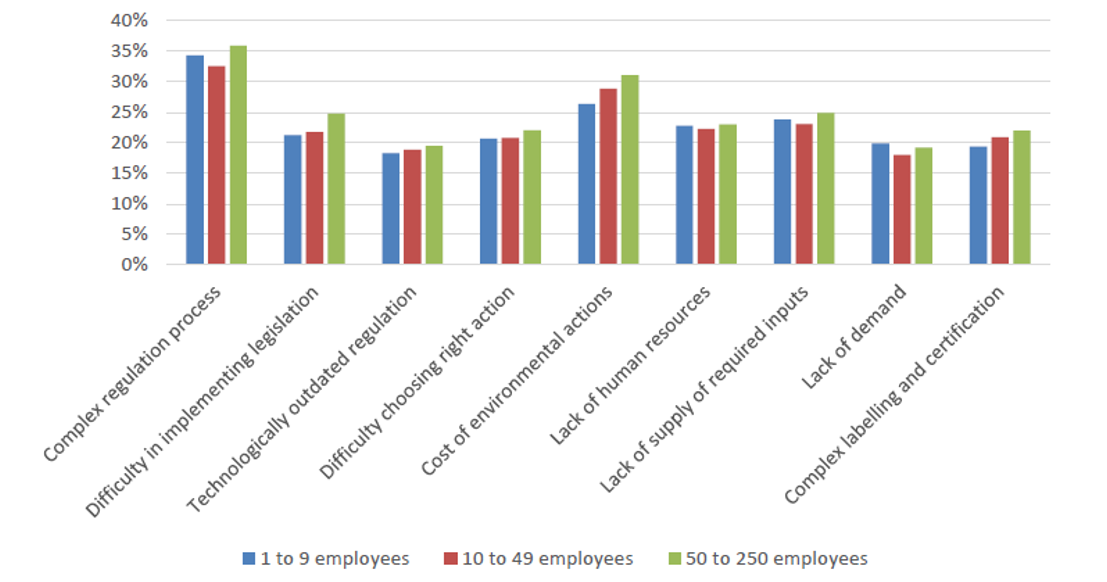 40%
35%
30%
25%
20%
15%
10%
5%
0%
Complex regulation process
Difficulty in implementing legislation
Technologically outdated regulation
Difficulty choosing right action
Cost of environmental actions
Lack of human resources
Lack of supply of required inputs
Lack of demand
Complex labelling and certification
1 to 9 employees
10 to 49 employees
50 to 250 employees